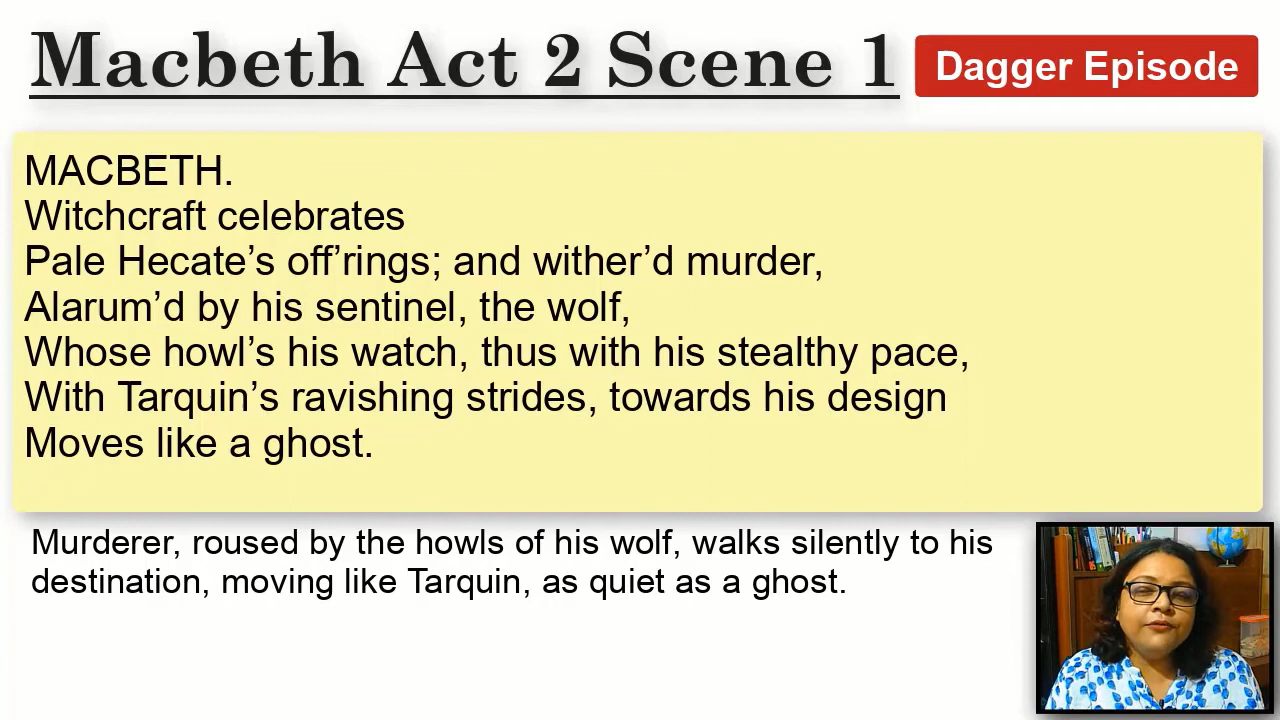 Macbeth Act 2 Scene 1
Dagger Episode
MACBETH.
Witchcraft celebrates
Pale Hecate’s off’rings; and wither’d murder,
Alarum’d by his sentinel, the wolf,
Whose howl’s his watch, thus with his stealthy pace,
With Tarquin’s ravishing strides, towards his design
Moves like a ghost.
Murderer, roused by the howls of his wolf, walks silently to his
destination, moving like Tarquin, as quiet as a ghost.